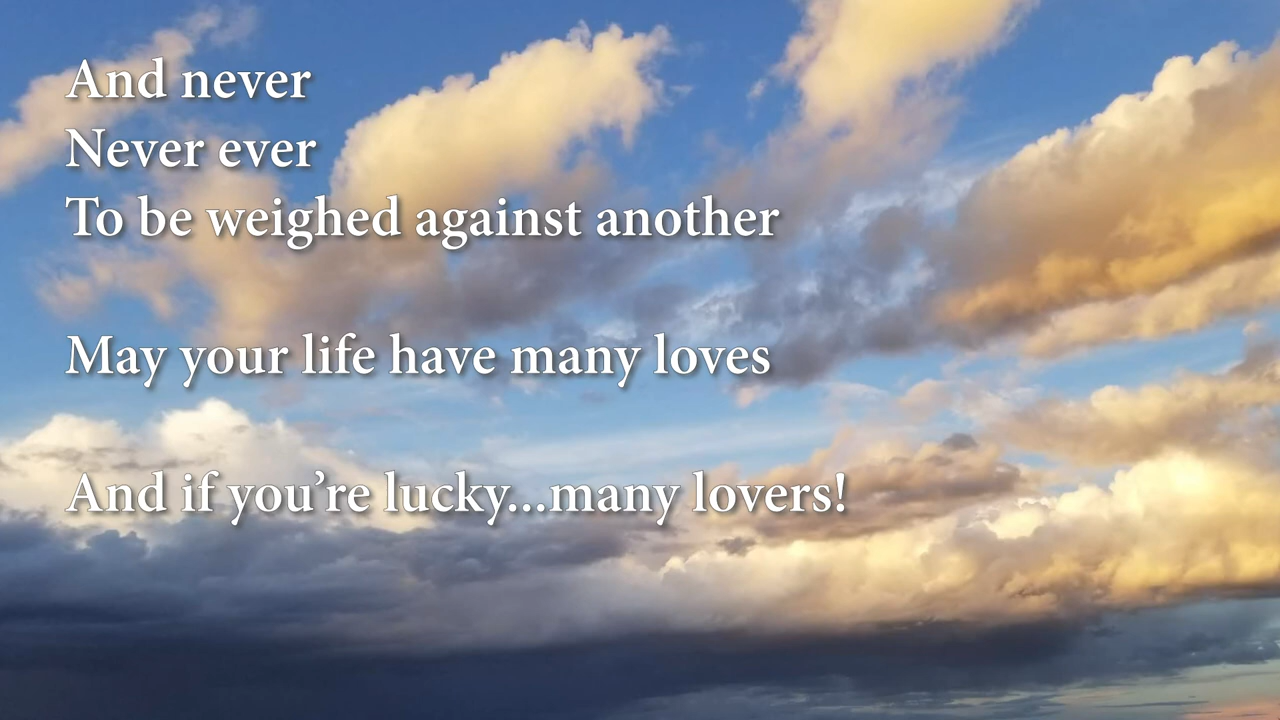 And never
Never ever
To be weighed against another
May your life have many loves
And if you’re lucky...many lovers!